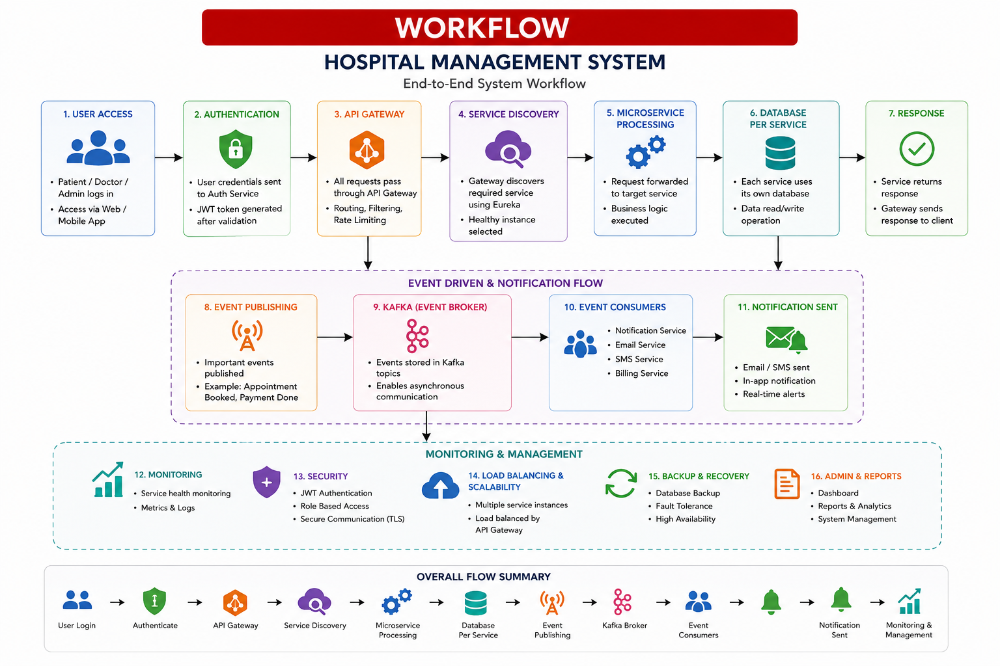 WORKFLOW
HOSPITAL MANAGEMENT SYSTEM
End-to-End System Workflow
1. USER ACCESS
• Patient / Doctor /
Admin logs in
• Access via Web /
Mobile App
2. AUTHENTICATION
• User credentials sent
to Auth Service
• JWT token generated
after validation
3. API GATEWAY
• All requests pass
through API Gateway
• Routing, Filtering,
Rate Limiting
4. SERVICE DISCOVERY
• Gateway discovers
required service
using Eureka
• Healthy instance
selected
5. MICROSERVICE
PROCESSING
• Request forwarded
to target service
• Business logic
executed
6. DATABASE
PER SERVICE
• Each service uses
its own database
• Data read/write
operation
7. RESPONSE
• Service returns
response
• Gateway sends
response to client
EVENT DRIVEN & NOTIFICATION FLOW
8. EVENT PUBLISHING
• Important events
published
• Example: Appointment
Booked, Payment Done
9. KAFKA (EVENT BROKER)
• Events stored in Kafka
topics
• Enables asynchronous
communication
10. EVENT CONSUMERS
• Notification Service
• Email Service
• SMS Service
• Billing Service
11. NOTIFICATION SENT
• Email / SMS sent
• In-app notification
• Real-time alerts
MONITORING & MANAGEMENT
12. MONITORING
• Service health monitoring
• Metrics & Logs
13. SECURITY
• JWT Authentication
• Role Based Access
• Secure Communication (TLS)
14. LOAD BALANCING &
SCALABILITY
• Multiple service instances
• Load balanced by
API Gateway
15. BACKUP & RECOVERY
• Database Backup
• Fault Tolerance
• High Availability
16. ADMIN & REPORTS
• Dashboard
• Reports & Analytics
• System Management
OVERALL FLOW SUMMARY
User Login
Authenticate
API Gateway
Service Discovery
Microservice
Processing
Database
Per Service
Event
Publishing
Kafka Broker
Event
Consumers
Notification
Sent
Monitoring &
Management